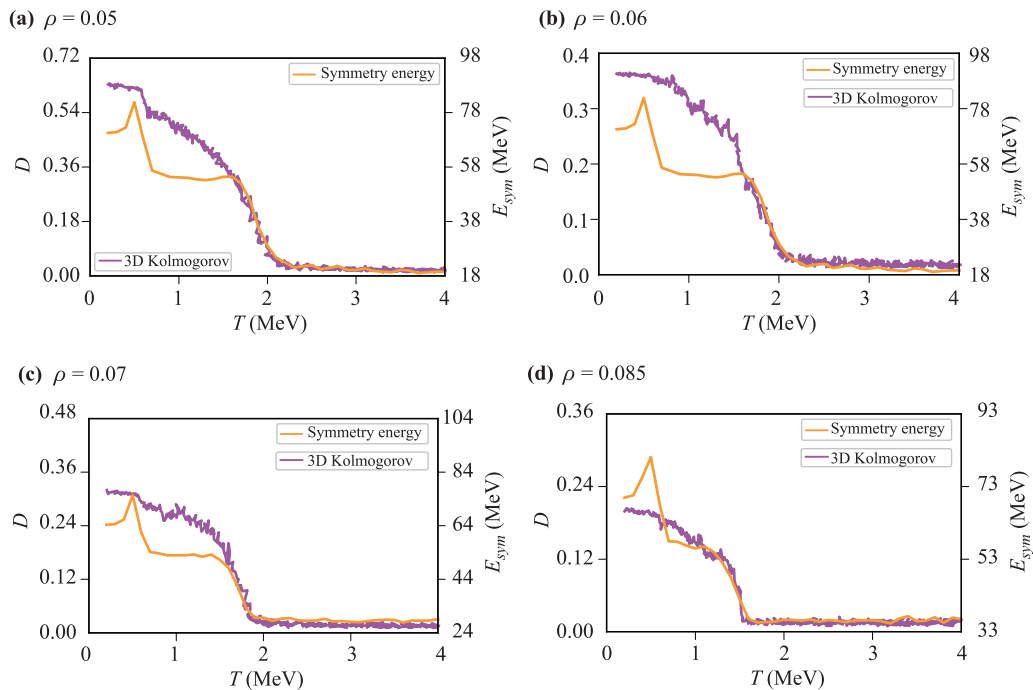 (a) ρ = 0.05
0.72
0.54
0.36
0.18
0.00
D
98
78
58
38
18
E_sym (MeV)
Symmetry energy
3D Kolmogorov
0 1 2 3 4
T (MeV)
(b) ρ = 0.06
0.4
0.3
0.2
0.1
0.0
D
98
78
58
38
18
E_sym (MeV)
Symmetry energy
3D Kolmogorov
0 1 2 3 4
T (MeV)
(c) ρ = 0.07
0.48
0.36
0.24
0.12
0.00
D
104
84
64
44
24
E_sym (MeV)
Symmetry energy
3D Kolmogorov
0 1 2 3 4
T (MeV)
(d) ρ = 0.085
0.36
0.24
0.12
0.00
D
93
73
53
33
E_sym (MeV)
Symmetry energy
3D Kolmogorov
0 1 2 3 4
T (MeV)